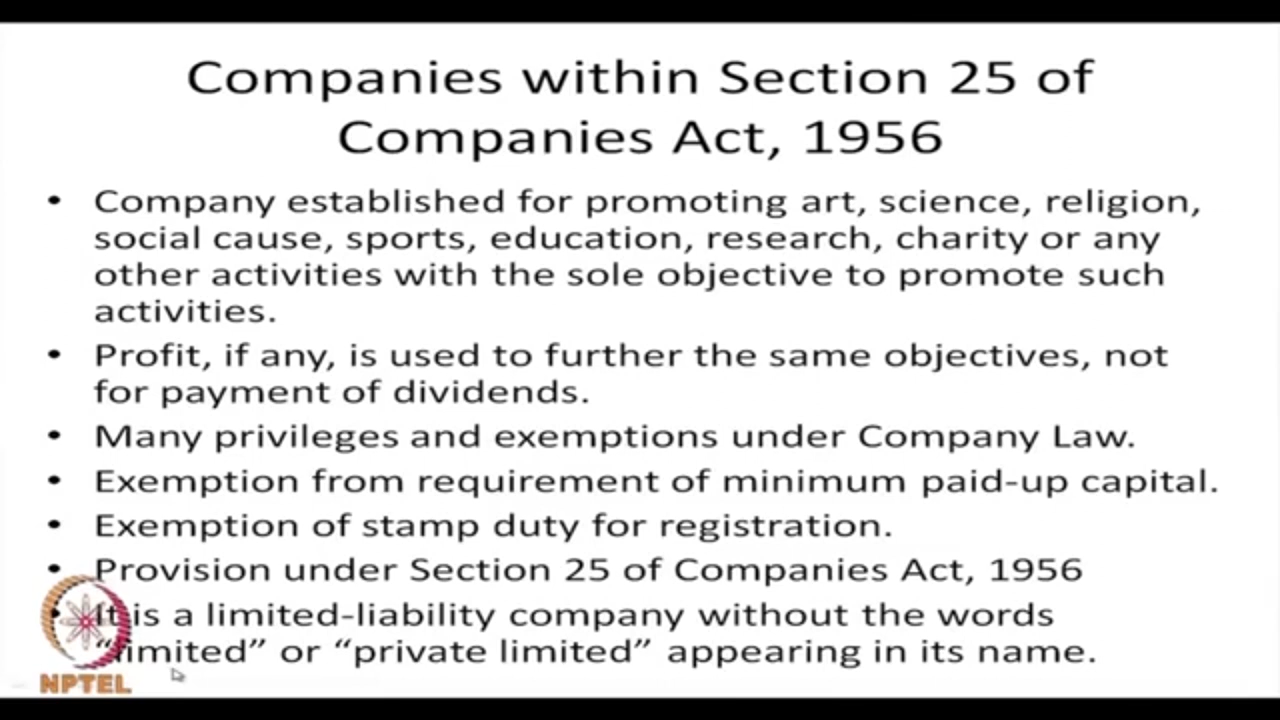 Companies within Section 25 of
Companies Act, 1956
• Company established for promoting art, science, religion,
social cause, sports, education, research, charity or any
other activities with the sole objective to promote such
activities.
• Profit, if any, is used to further the same objectives, not
for payment of dividends.
• Many privileges and exemptions under Company Law.
• Exemption from requirement of minimum paid-up capital.
• Exemption of stamp duty for registration.
• Provision under Section 25 of Companies Act, 1956
• It is a limited-liability company without the words
“limited” or “private limited” appearing in its name.
NPTEL